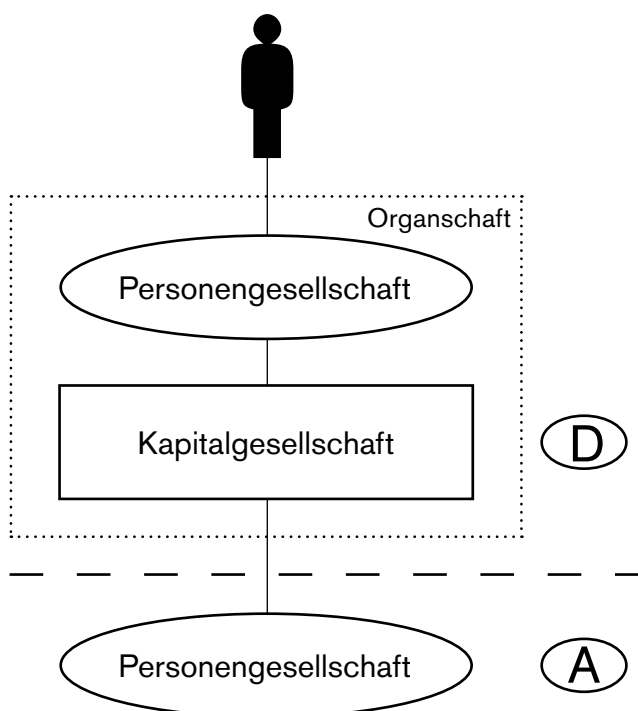 Organschaft
Personengesellschaft
Kapitalgesellschaft
D
Personengesellschaft
A